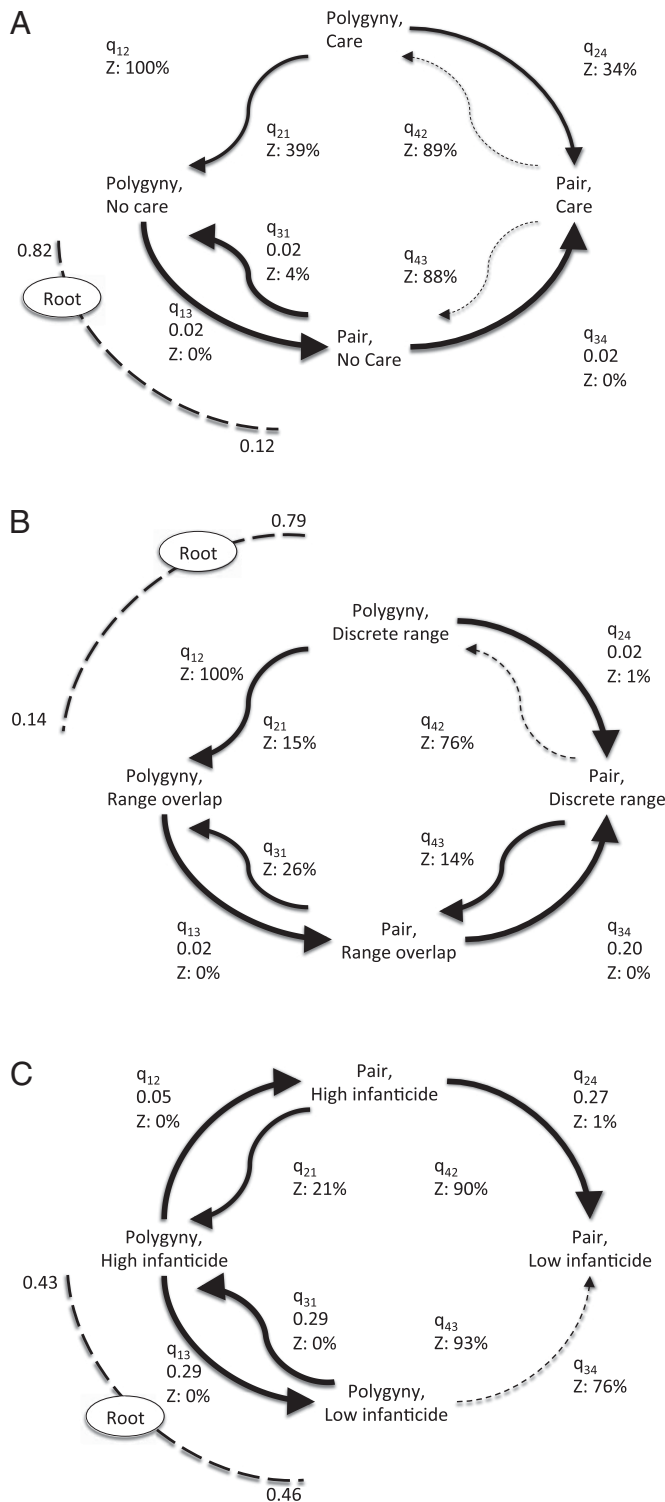 A
Polygyny,
Care
q12
Z: 100%
q24
Z: 34%
q21
Z: 39%
q42
Z: 89%
Polygyny,
No care
Pair,
Care
q31
0.02
Z: 4%
q43
Z: 88%
0.82
Root
q13
0.02
Z: 0%
Pair,
No Care
q34
0.02
Z: 0%
0.12
B
0.79
Root
Polygyny,
Discrete range
q12
Z: 100%
q24
0.02
Z: 1%
0.14
q21
Z: 15%
q42
Z: 76%
Polygyny,
Range overlap
Pair,
Discrete range
q31
Z: 26%
q43
Z: 14%
q13
0.02
Z: 0%
Pair,
Range overlap
q34
0.20
Z: 0%
C
q12
0.05
Z: 0%
Pair,
High infanticide
q24
0.27
Z: 1%
q21
Z: 21%
q42
Z: 90%
Polygyny,
High infanticide
Pair,
Low infanticide
0.43
q31
0.29
Z: 0%
q43
Z: 93%
q13
0.29
Z: 0%
q34
Z: 76%
Polygyny,
Low infanticide
Root
0.46